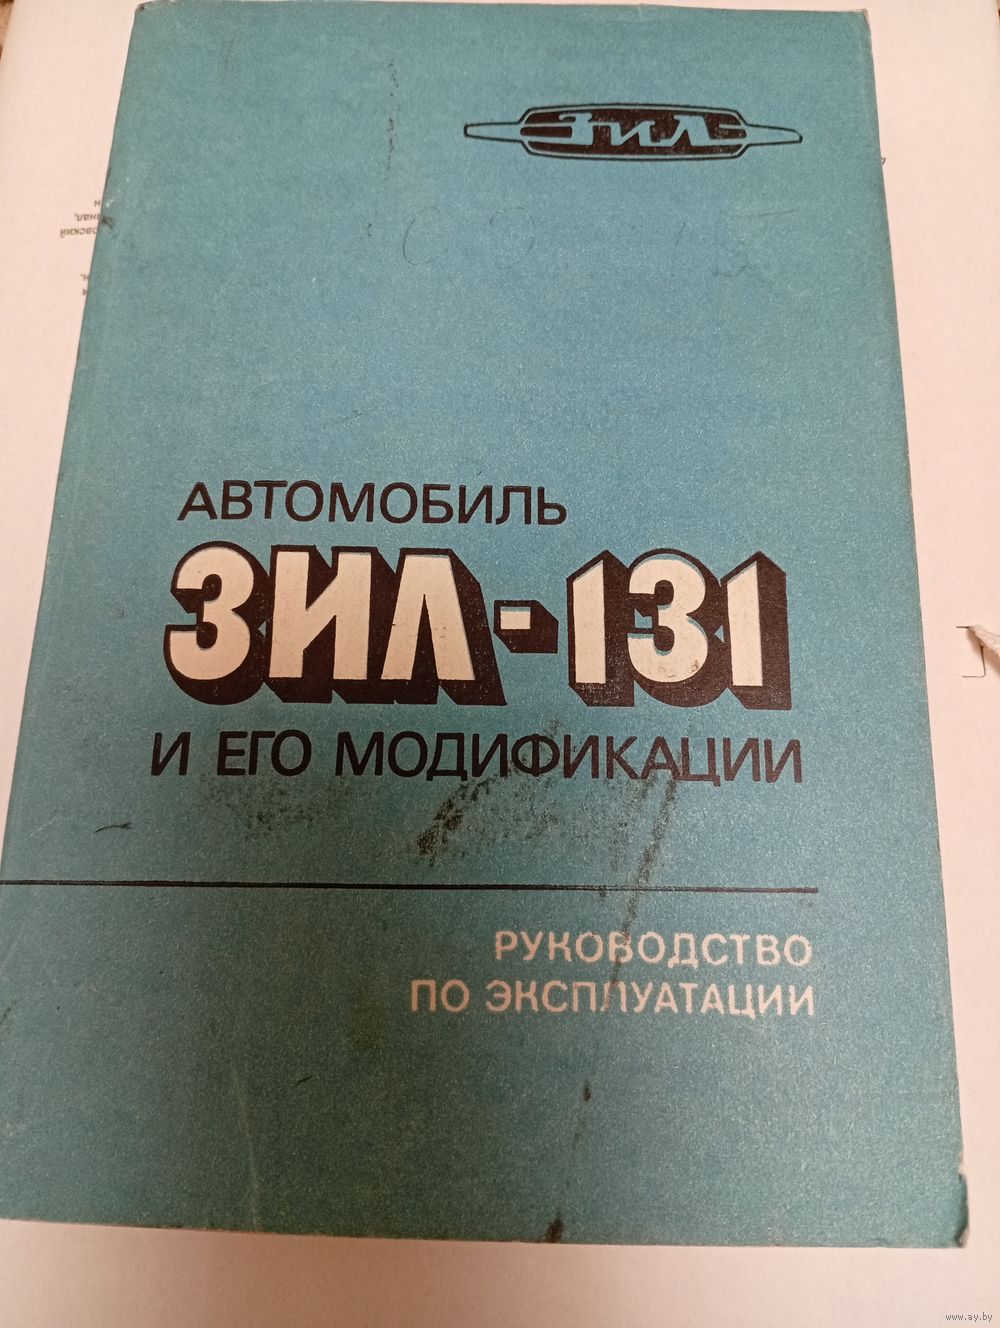 ЗИЛ
АВТОМОБИЛЬ
ЗИЛ-131
И ЕГО МОДИФИКАЦИИ
РУКОВОДСТВО
ПО ЭКСПЛУАТАЦИИ
www.ay.by